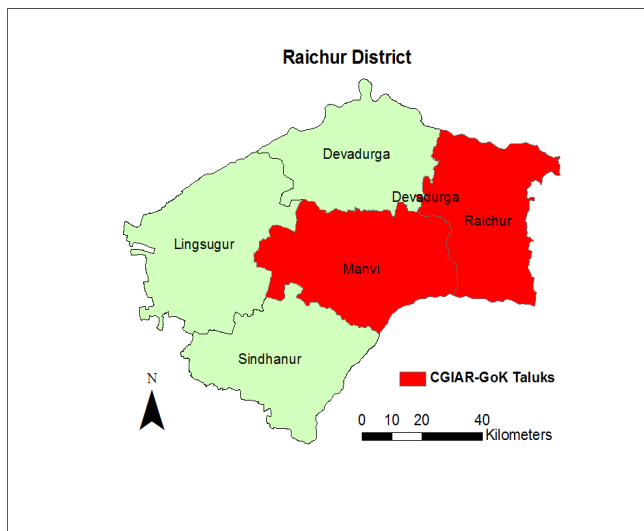 Raichur District
Devadurga
Devadurga
Raichur
Lingsugur
Manvi
Sindhanur
CGIAR-GoK Taluks
N
0 10 20 40
Kilometers